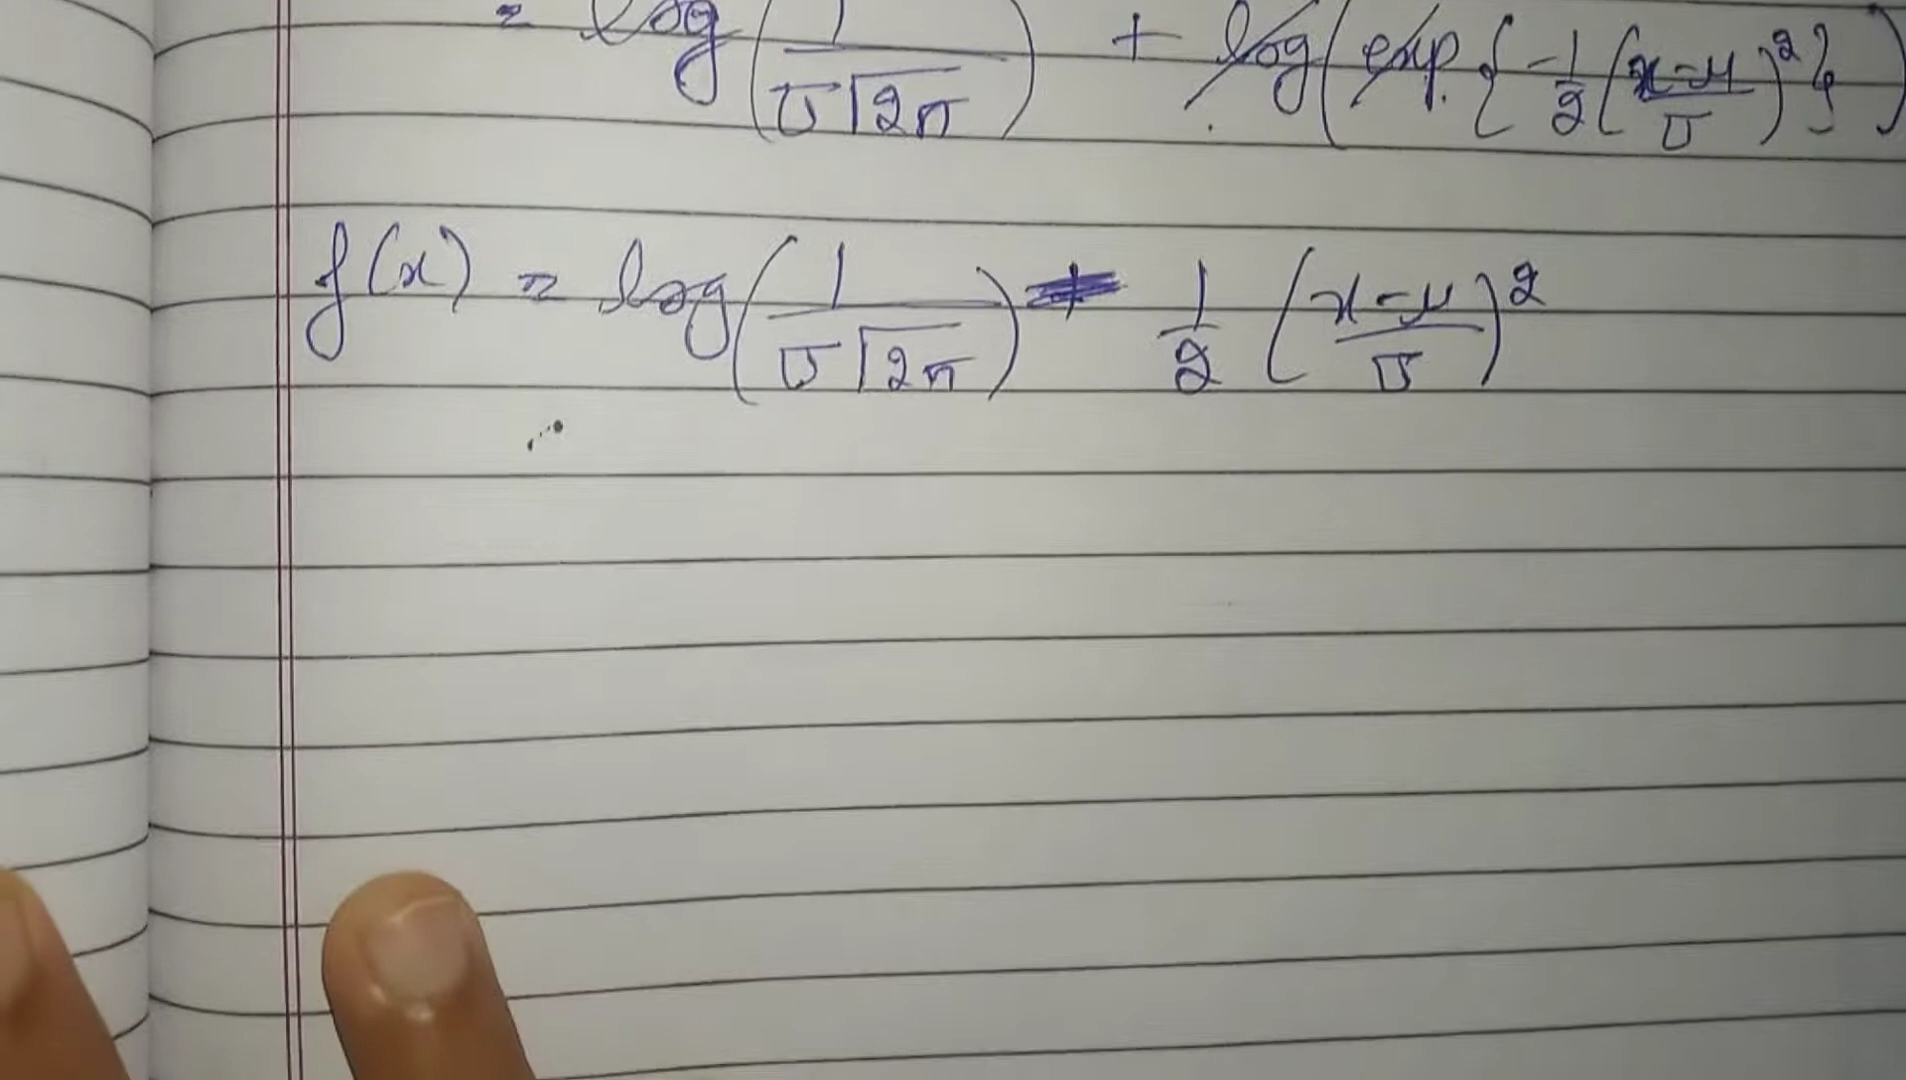 = log(1/σ√2π) + log(exp.{-1/2(x-μ/σ)²})
f(x) = log(1/σ√2π) - 1/2 (x-μ/σ)²